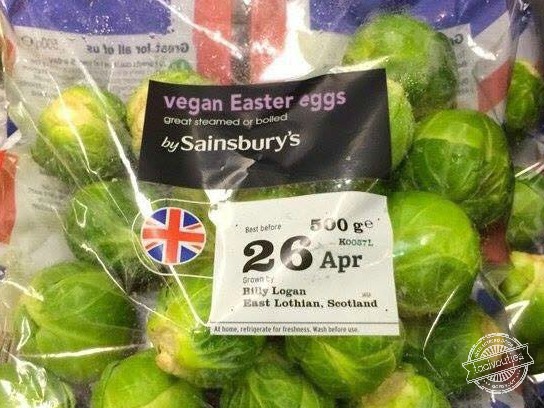 Great for all of us
vegan Easter eggs
great steamed or boiled
by Sainsbury's
Best before
500 g e
K0087L
26 Apr
Grown by
Billy Logan
East Lothian, Scotland
At home, refrigerate for freshness. Wash before use.